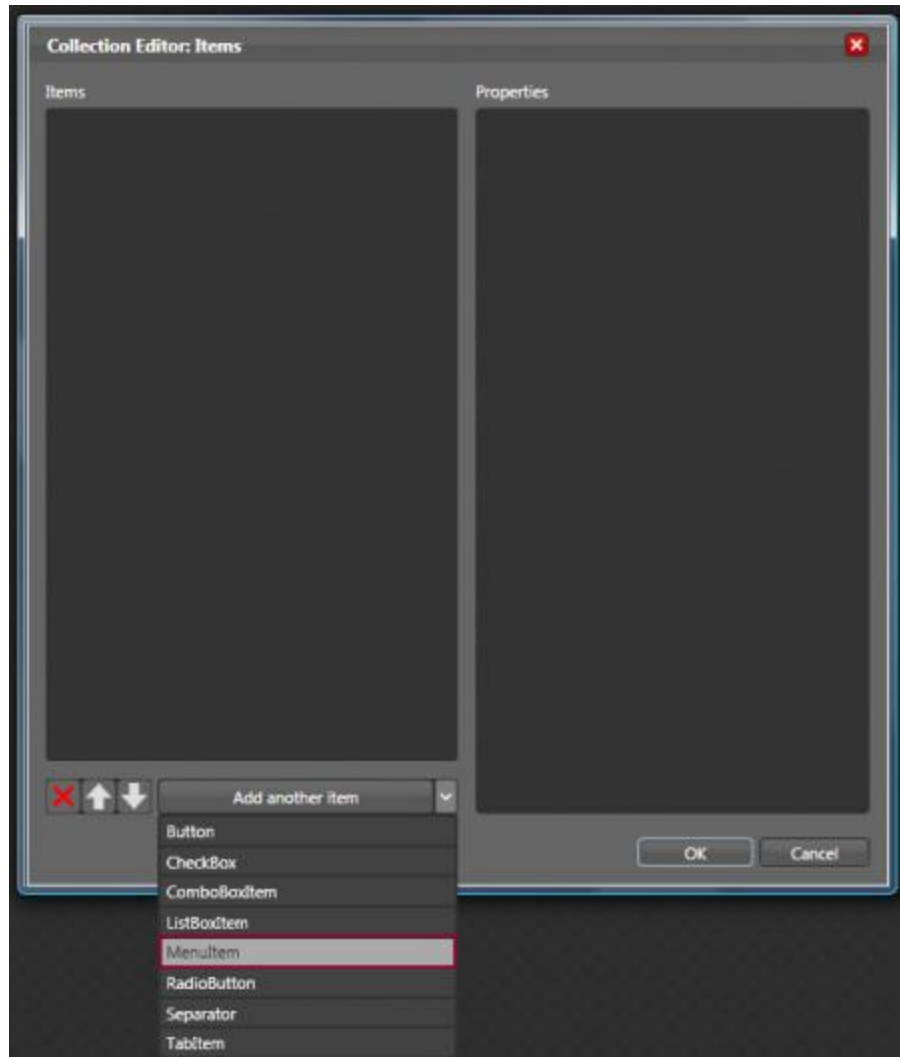 Collection Editor: Items
Items
Properties
Add another item
Button
CheckBox
ComboBoxItem
ListBoxItem
MenuItem
RadioButton
Separator
TabItem
OK
Cancel